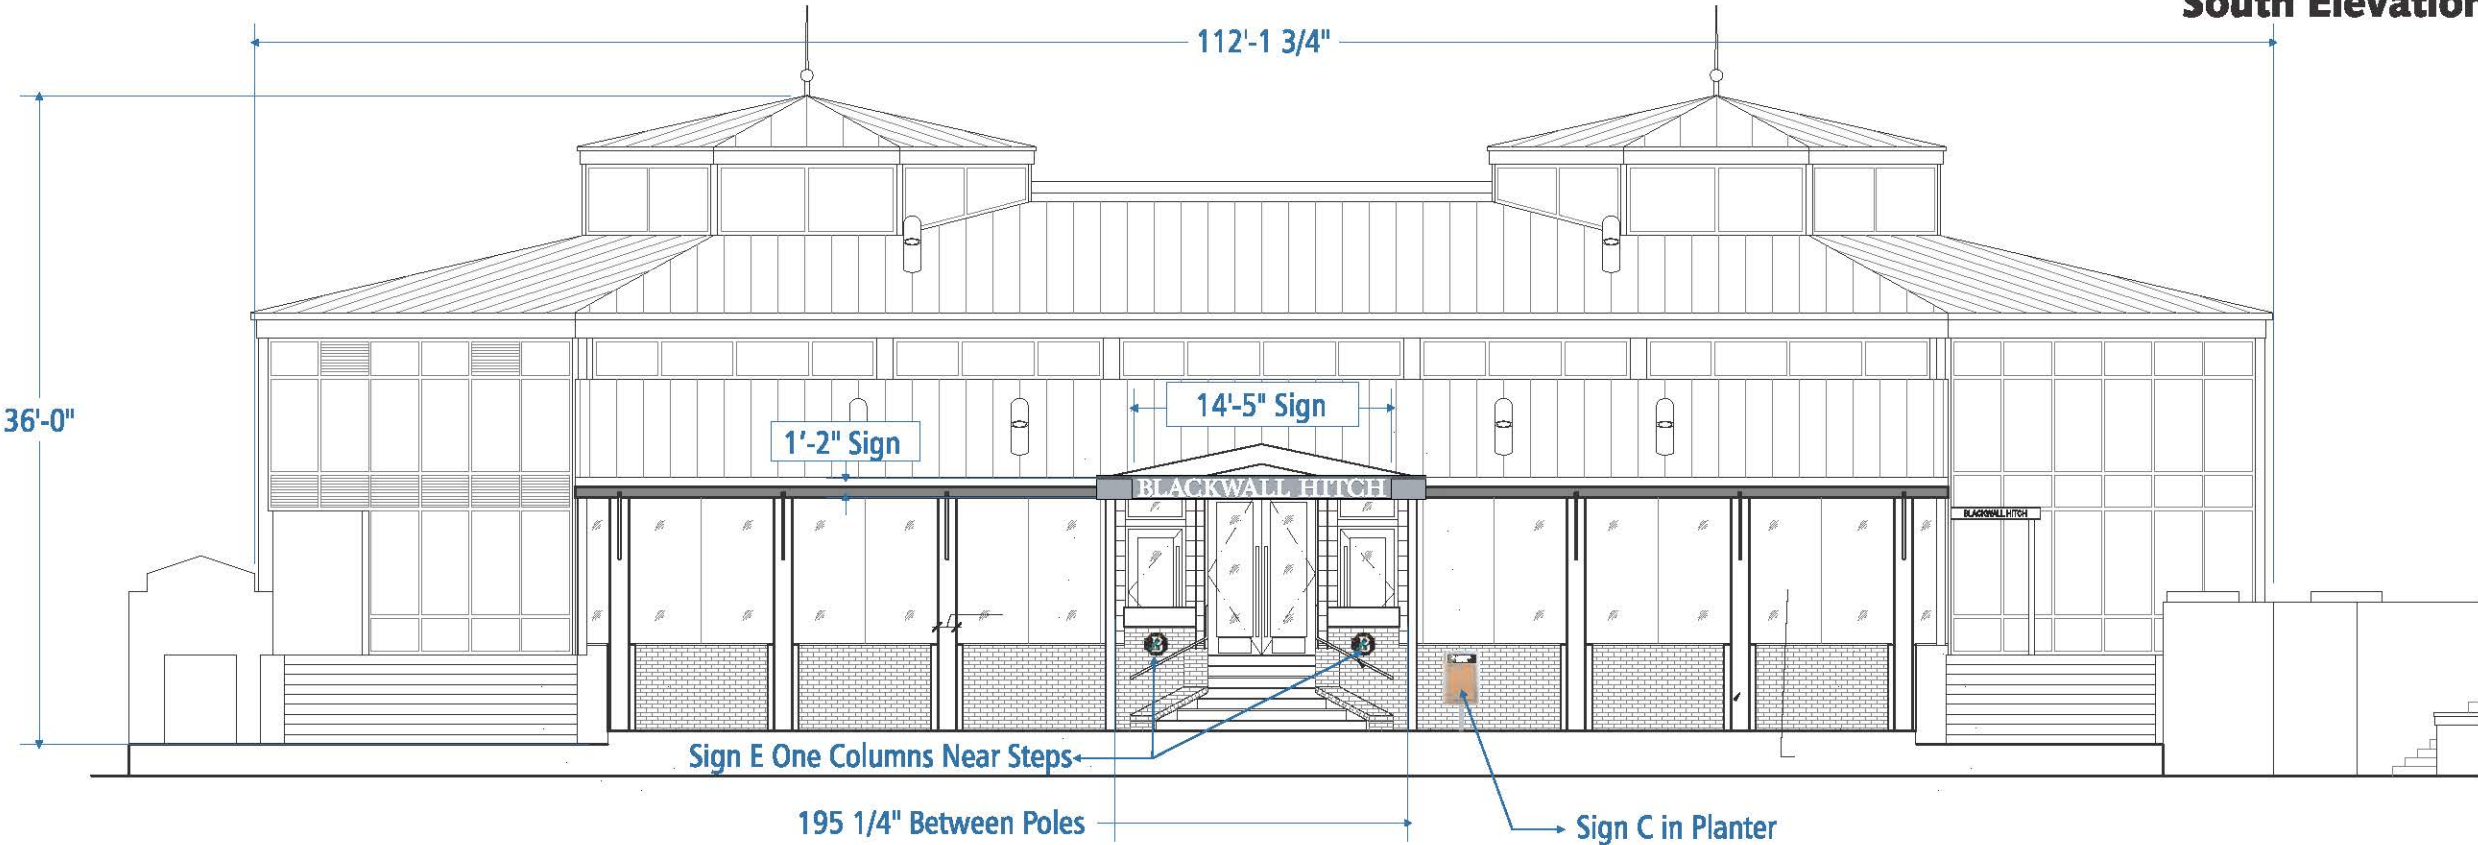 South Elevation
112'-1 3/4"
36'-0"
14'-5" Sign
1'-2" Sign
BLACKWALL HITCH
BLACKWALL HITCH
Sign E One Columns Near Steps
195 1/4" Between Poles
Sign C in Planter